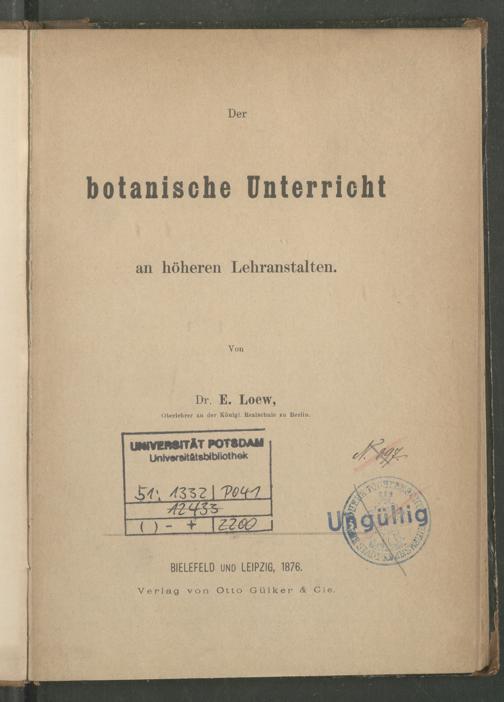 Der
botanische Unterricht
an höheren Lehranstalten.
Von
Dr. E. Loew,
Oberlehrer an der Königl. Realschule zu Berlin.
UNIVERSITÄT POTSDAM
Universitätsbibliothek
51: 1332 | P041
12433
( ) - + | 2200
Ungültig
BIELEFELD UND LEIPZIG, 1876.
Verlag von Otto Gülker & Cie.